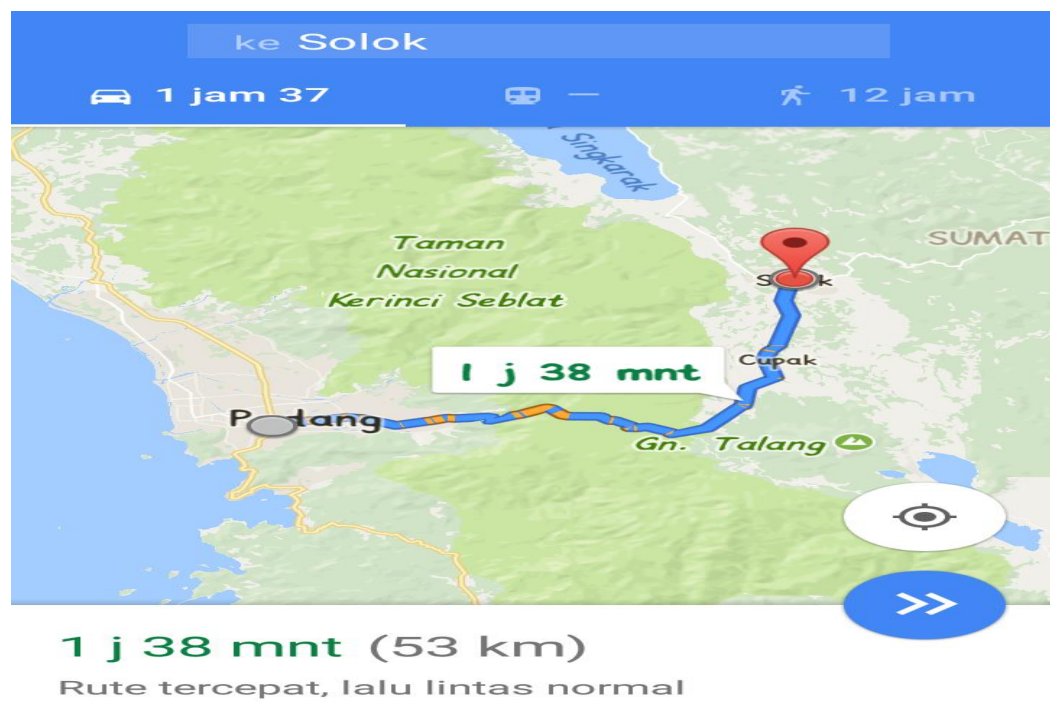 ke Solok
1 jam 37
—
12 jam
Singkarak
Taman
Nasional
Kerinci Seblat
SUMAT
Cupak
1 j 38 mnt
Gn. Talang
1 j 38 mnt (53 km)
Rute tercepat, lalu lintas normal